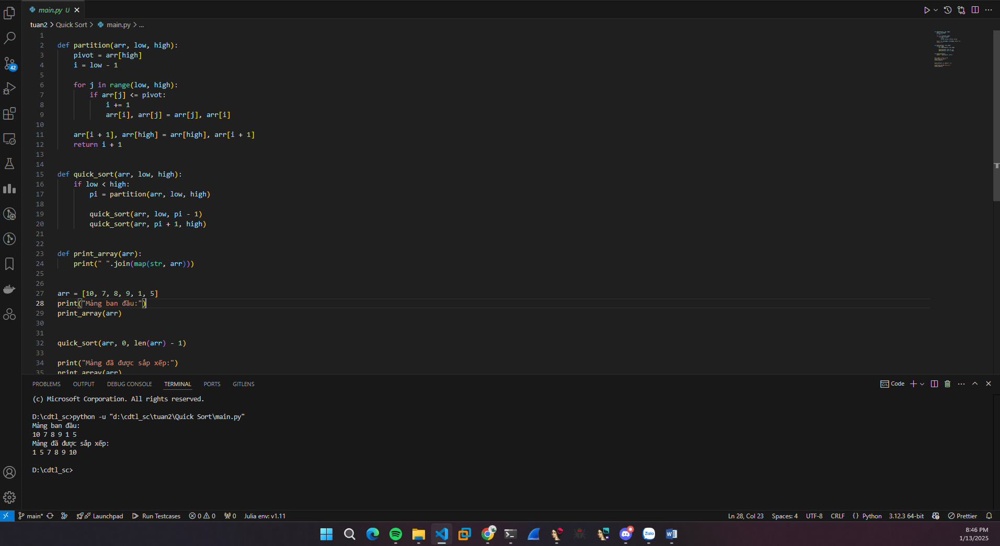 main.py U
tuan2 > Quick Sort > main.py > ...
1
2 def partition(arr, low, high):
3 pivot = arr[high]
4 i = low - 1
5
6 for j in range(low, high):
7 if arr[j] <= pivot:
8 i += 1
9 arr[i], arr[j] = arr[j], arr[i]
10
11 arr[i + 1], arr[high] = arr[high], arr[i + 1]
12 return i + 1
13
14
15 def quick_sort(arr, low, high):
16 if low < high:
17 pi = partition(arr, low, high)
18
19 quick_sort(arr, low, pi - 1)
20 quick_sort(arr, pi + 1, high)
21
22
23 def print_array(arr):
24 print(" ".join(map(str, arr)))
25
26
27 arr = [10, 7, 8, 9, 1, 5]
28 print("Mảng ban đầu:")
29 print_array(arr)
30
31
32 quick_sort(arr, 0, len(arr) - 1)
33
34 print("Mảng đã được sắp xếp:")
35 print_array(arr)
42
PROBLEMS OUTPUT DEBUG CONSOLE TERMINAL PORTS GITLENS
Code
(c) Microsoft Corporation. All rights reserved.
D:\cdtl_sc>python -u "d:\cdtl_sc\tuan2\Quick Sort\main.py"
Mảng ban đầu:
10 7 8 9 1 5
Mảng đã được sắp xếp:
1 5 7 8 9 10
D:\cdtl_sc>
main* Launchpad Run Testcases 0 0 0 Julia env: v1.11
Ln 28, Col 23 Spaces: 4 UTF-8 CRLF {} Python 3.12.3 64-bit Prettier
Zalo
8:46 PM
1/13/2025